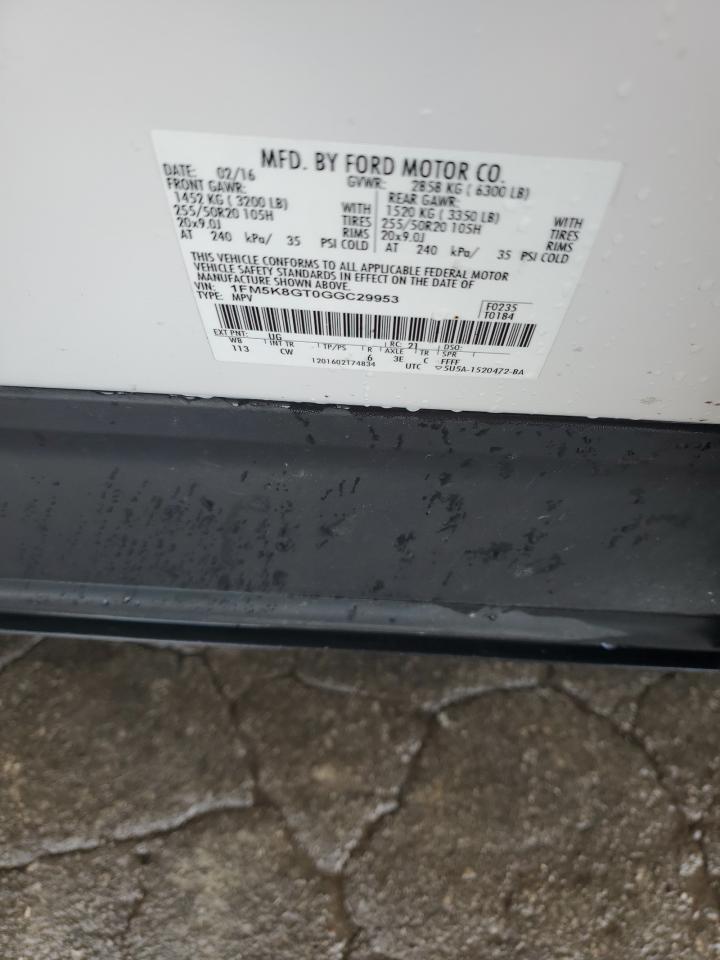 MFD. BY FORD MOTOR CO.
DATE: 02/16 GVWR: 2858 KG ( 6300 LB)
FRONT GAWR: REAR GAWR:
1452 KG ( 3200 LB) WITH 1520 KG ( 3350 LB) WITH
255/50R20 105H TIRES 255/50R20 105H TIRES
20x9.0J RIMS 20x9.0J RIMS
AT 240 kPa/ 35 PSI COLD AT 240 kPa/ 35 PSI COLD
THIS VEHICLE CONFORMS TO ALL APPLICABLE FEDERAL MOTOR
VEHICLE SAFETY STANDARDS IN EFFECT ON THE DATE OF
MANUFACTURE SHOWN ABOVE.
VIN: 1FM5K8GT0GGC29953 F0235
TYPE: MPV T0184
EXT PNT: UG RC: 21 DSO:
WB INT TR TP/PS R AXLE TR SPR
113 CW 6 3E C FFFF
1201602T74834 UTC ▽5U5A-1520472-BA